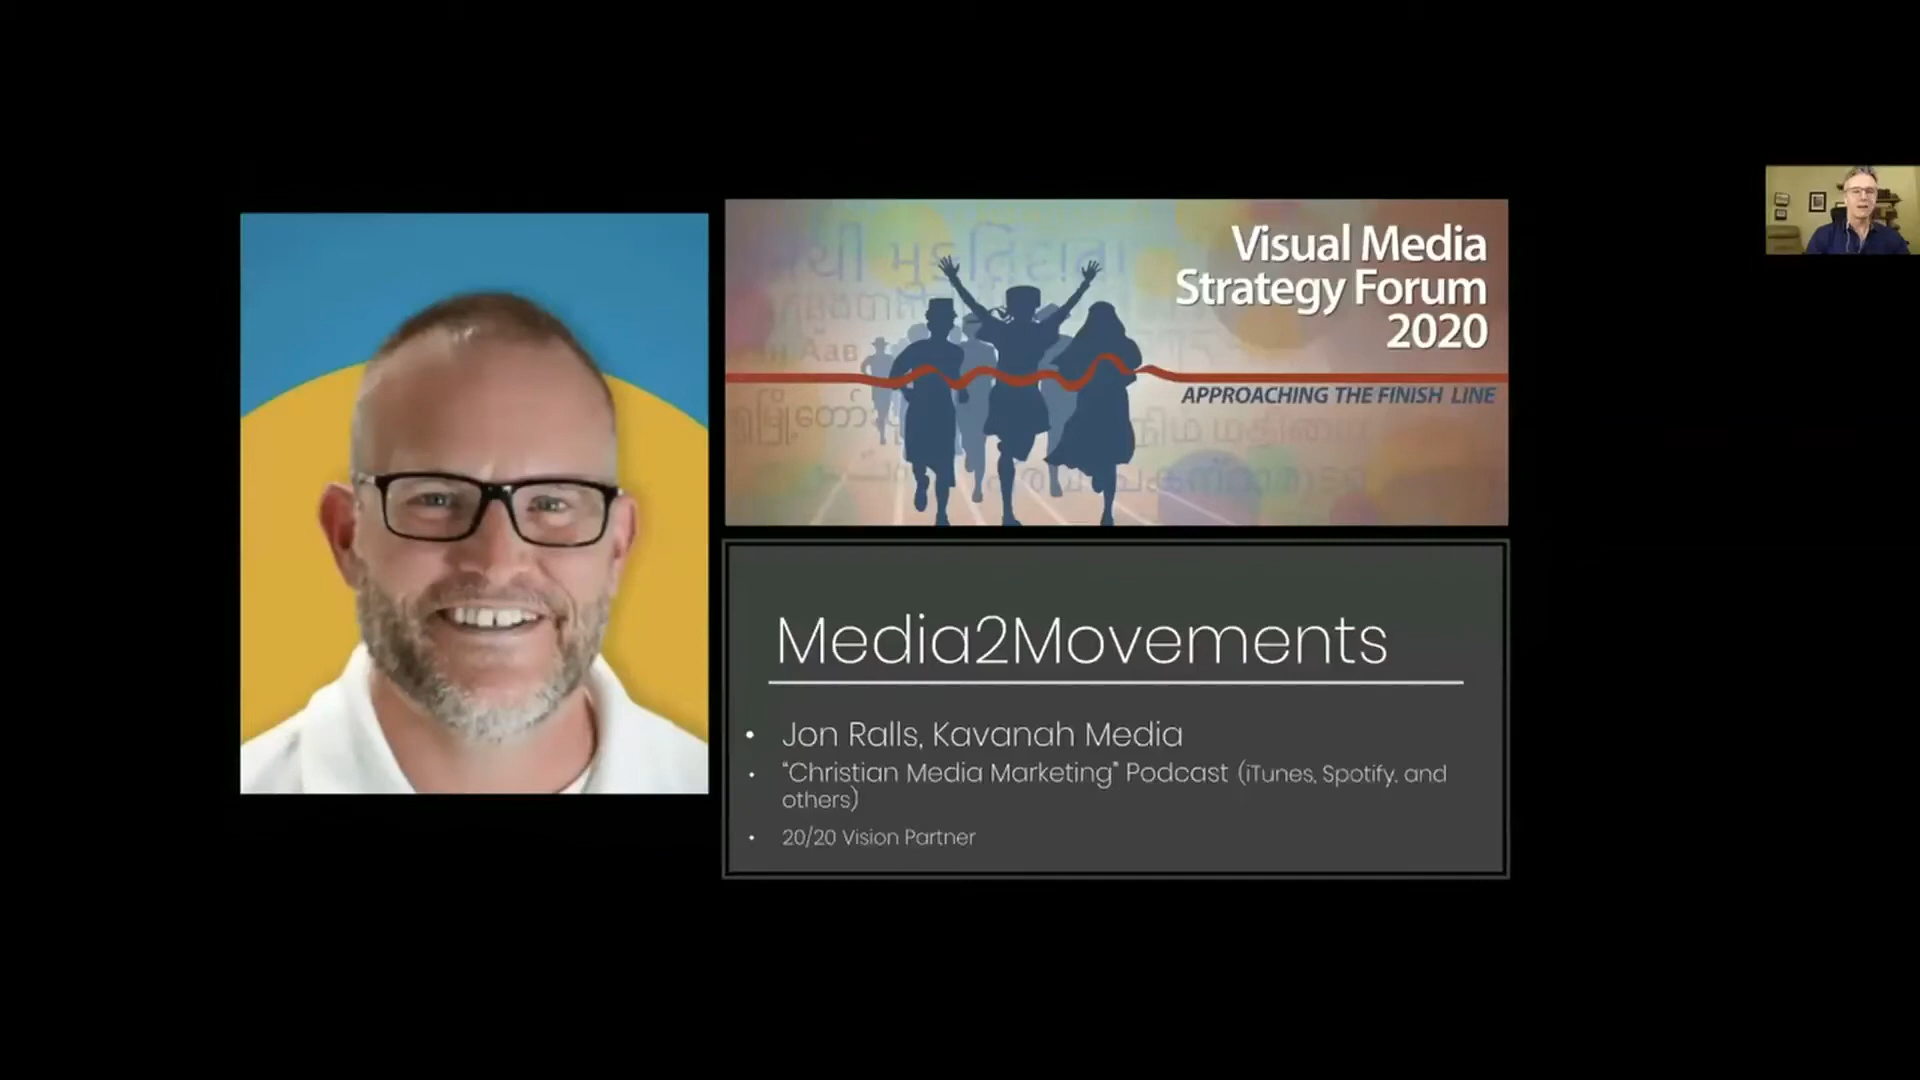 Visual Media
Strategy Forum
2020
APPROACHING THE FINISH LINE
Aав
Media2Movements
• Jon Ralls, Kavanah Media
• “Christian Media Marketing” Podcast (iTunes, Spotify, and
others)
• 20/20 Vision Partner